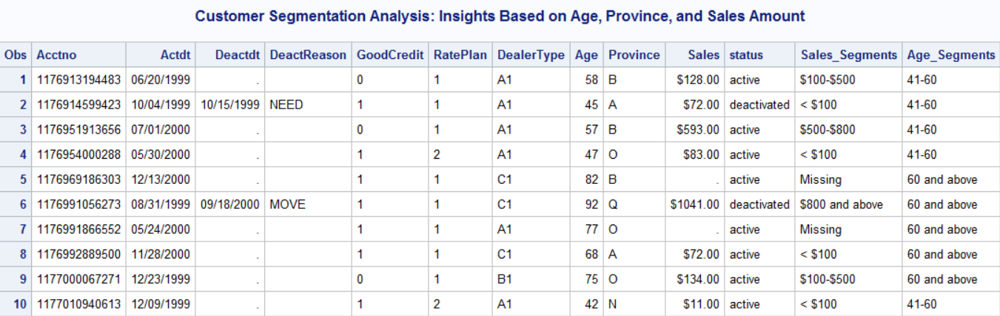 Customer Segmentation Analysis: Insights Based on Age, Province, and Sales Amount
Obs Acctno Actdt Deactdt DeactReason GoodCredit RatePlan DealerType Age Province Sales status Sales_Segments Age_Segments
1 1176913194483 06/20/1999 . 0 1 A1 58 B $128.00 active $100-$500 41-60
2 1176914599423 10/04/1999 10/15/1999 NEED 1 1 A1 45 A $72.00 deactivated < $100 41-60
3 1176951913656 07/01/2000 . 0 1 A1 57 B $593.00 active $500-$800 41-60
4 1176954000288 05/30/2000 . 1 2 A1 47 O $83.00 active < $100 41-60
5 1176969186303 12/13/2000 . 1 1 C1 82 B . active Missing 60 and above
6 1176991056273 08/31/1999 09/18/2000 MOVE 1 1 C1 92 Q $1041.00 deactivated $800 and above 60 and above
7 1176991866552 05/24/2000 . 1 1 A1 77 O . active Missing 60 and above
8 1176992889500 11/28/2000 . 1 1 C1 68 A $72.00 active < $100 60 and above
9 1177000067271 12/23/1999 . 0 1 B1 75 O $134.00 active $100-$500 60 and above
10 1177010940613 12/09/1999 . 1 2 A1 42 N $11.00 active < $100 41-60